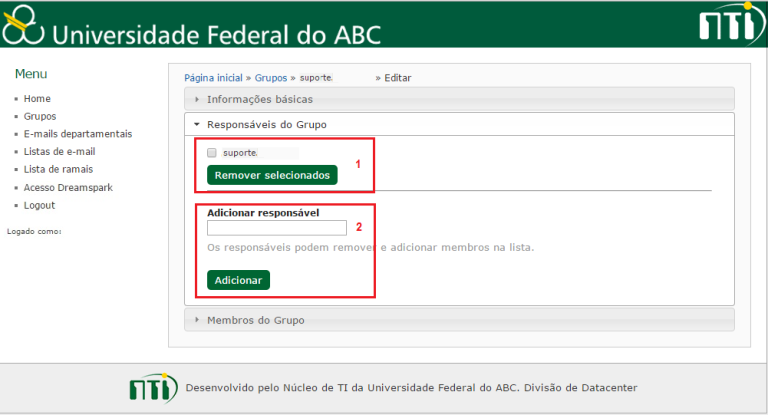 Universidade Federal do ABC
NTI
Menu
Home
Grupos
E-mails departamentais
Listas de e-mail
Lista de ramais
Acesso Dreamspark
Logout
Logado como:
Página inicial » Grupos » suporte » Editar
Informações básicas
Responsáveis do Grupo
suporte
1
Remover selecionados
Adicionar responsável
2
Os responsáveis podem remover e adicionar membros na lista.
Adicionar
Membros do Grupo
NTI
Desenvolvido pelo Núcleo de TI da Universidade Federal do ABC. Divisão de Datacenter